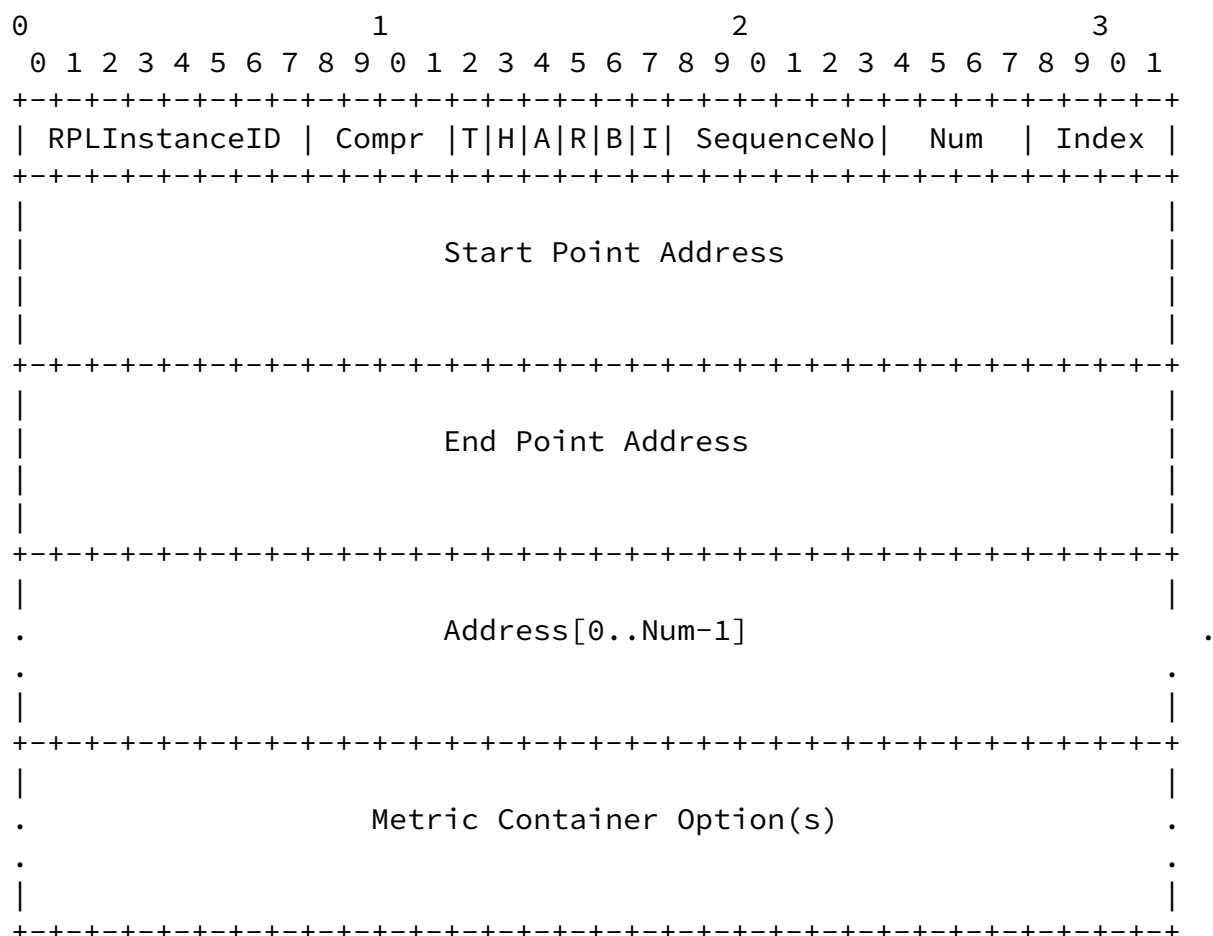 0                   1                   2                   3
 0 1 2 3 4 5 6 7 8 9 0 1 2 3 4 5 6 7 8 9 0 1 2 3 4 5 6 7 8 9 0 1
+-+-+-+-+-+-+-+-+-+-+-+-+-+-+-+-+-+-+-+-+-+-+-+-+-+-+-+-+-+-+-+-+
| RPLInstanceID | Compr |T|H|A|R|B|I| SequenceNo|  Num  | Index |
+-+-+-+-+-+-+-+-+-+-+-+-+-+-+-+-+-+-+-+-+-+-+-+-+-+-+-+-+-+-+-+-+
|                                                               |
|                       Start Point Address                     |
|                                                               |
|                                                               |
+-+-+-+-+-+-+-+-+-+-+-+-+-+-+-+-+-+-+-+-+-+-+-+-+-+-+-+-+-+-+-+-+
|                                                               |
|                       End Point Address                       |
|                                                               |
|                                                               |
+-+-+-+-+-+-+-+-+-+-+-+-+-+-+-+-+-+-+-+-+-+-+-+-+-+-+-+-+-+-+-+-+
|                                                               |
.                       Address[0..Num-1]                         .
.                                                               .
|                                                               |
+-+-+-+-+-+-+-+-+-+-+-+-+-+-+-+-+-+-+-+-+-+-+-+-+-+-+-+-+-+-+-+-+
|                                                               |
.                   Metric Container Option(s)                  .
.                                                               .
|                                                               |
+-+-+-+-+-+-+-+-+-+-+-+-+-+-+-+-+-+-+-+-+-+-+-+-+-+-+-+-+-+-+-+-+